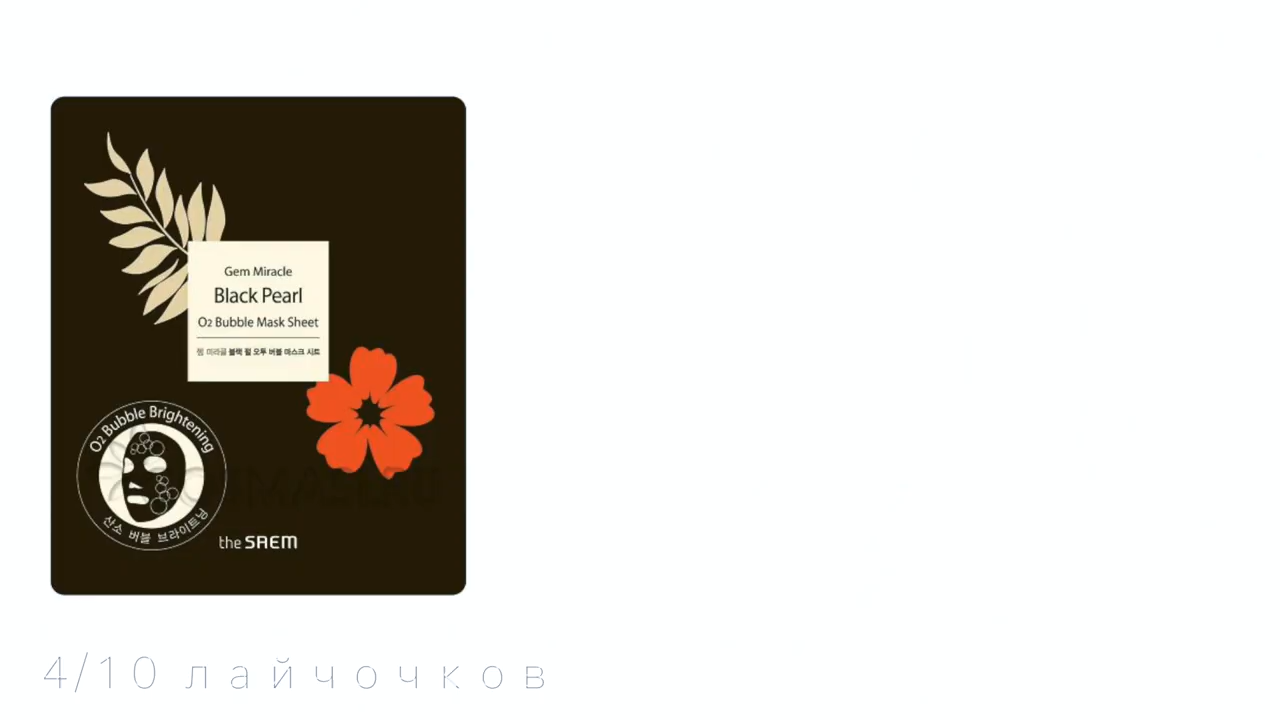 Gem Miracle
Black Pearl
O2 Bubble Mask Sheet
젬 미라클 블랙 펄 오투 버블 마스크 시트
O2 Bubble Brightening
산소 버블 브라이트닝
the SAEM
4/10 лайчочков